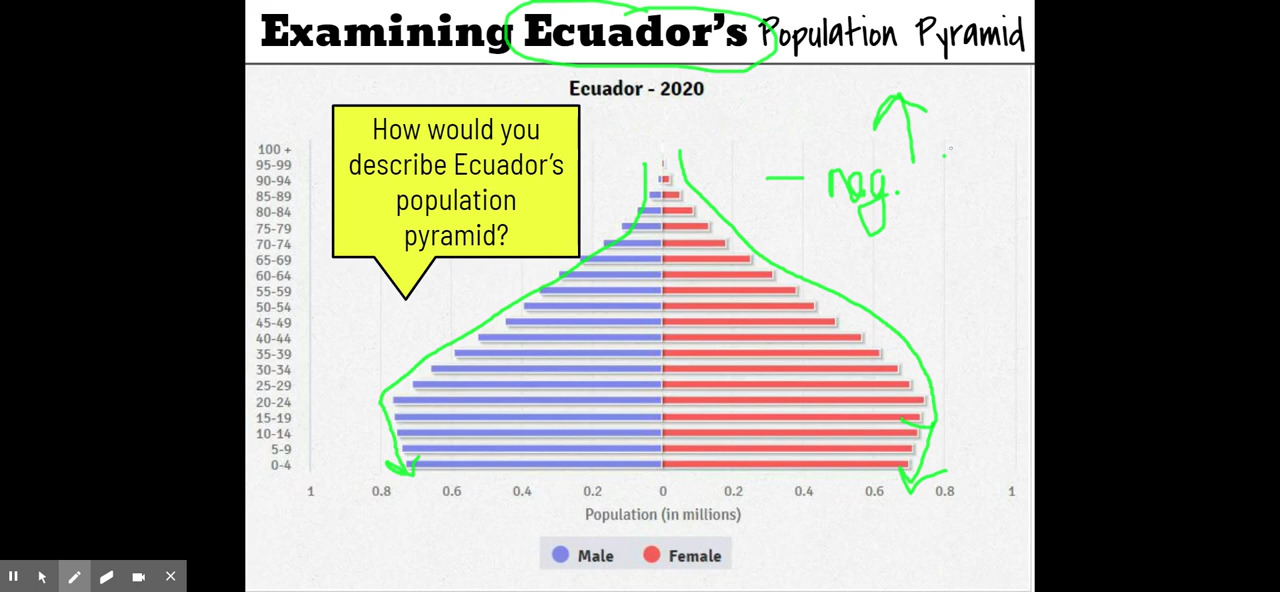 Examining Ecuador's Population Pyramid
Ecuador - 2020
How would you
describe Ecuador's
population
pyramid?
100 +
95-99
90-94
85-89
80-84
75-79
70-74
65-69
60-64
55-59
50-54
45-49
40-44
35-39
30-34
25-29
20-24
15-19
10-14
5-9
0-4
1 0.8 0.6 0.4 0.2 0 0.2 0.4 0.6 0.8 1
Population (in millions)
Male Female